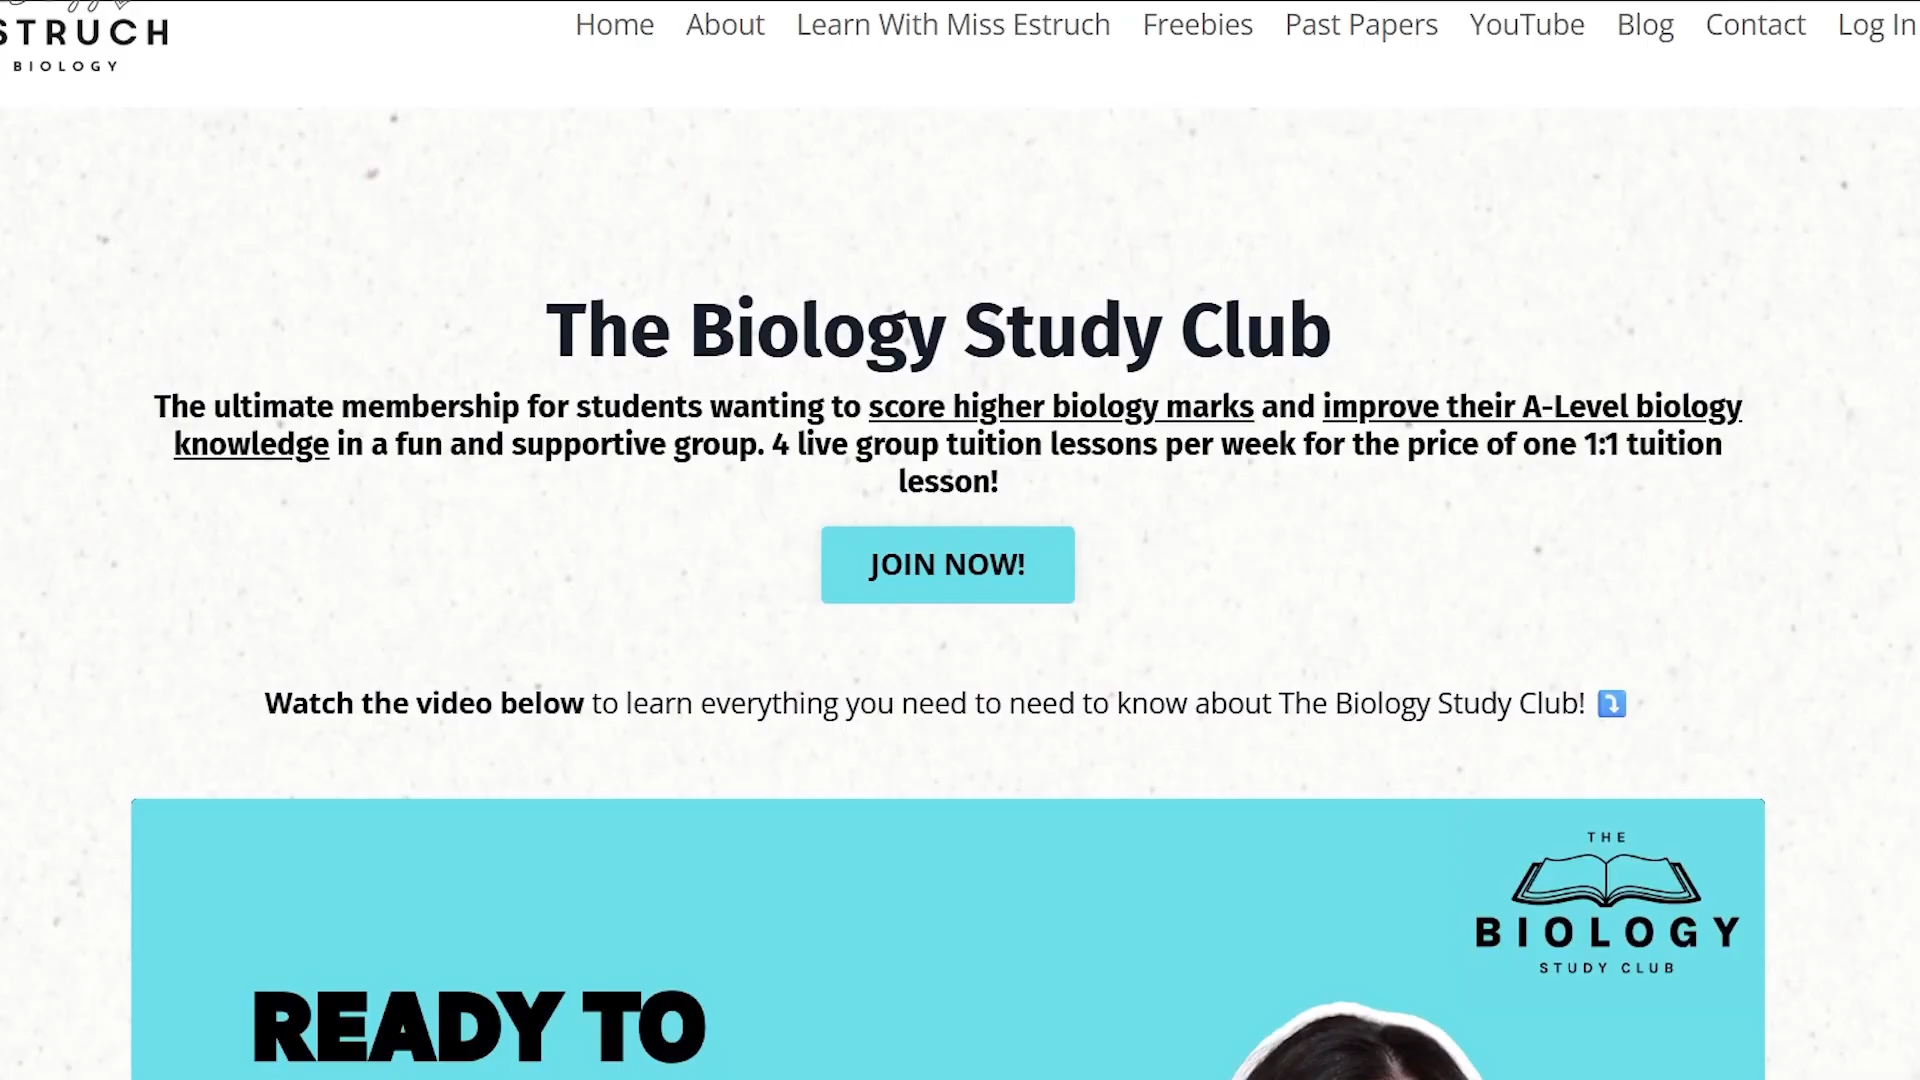 STRUCH
BIOLOGY
Home About Learn With Miss Estruch Freebies Past Papers YouTube Blog Contact Log In
The Biology Study Club
The ultimate membership for students wanting to score higher biology marks and improve their A-Level biology
knowledge in a fun and supportive group. 4 live group tuition lessons per week for the price of one 1:1 tuition
lesson!
JOIN NOW!
Watch the video below to learn everything you need to need to know about The Biology Study Club!
THE
BIOLOGY
STUDY CLUB
READY TO